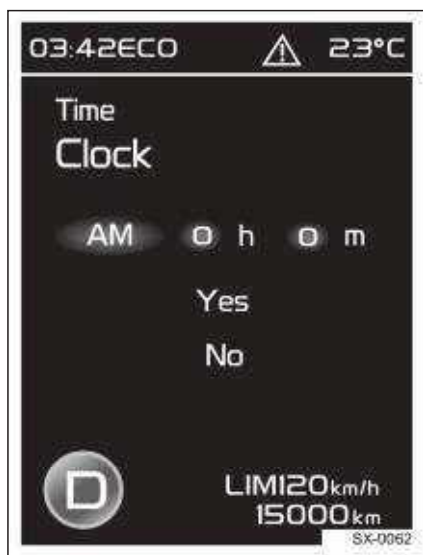 03:42ECO 23°C
Time
Clock
AM 0 h 0 m
Yes
No
D
LIM120km/h
15000km
SX-0062